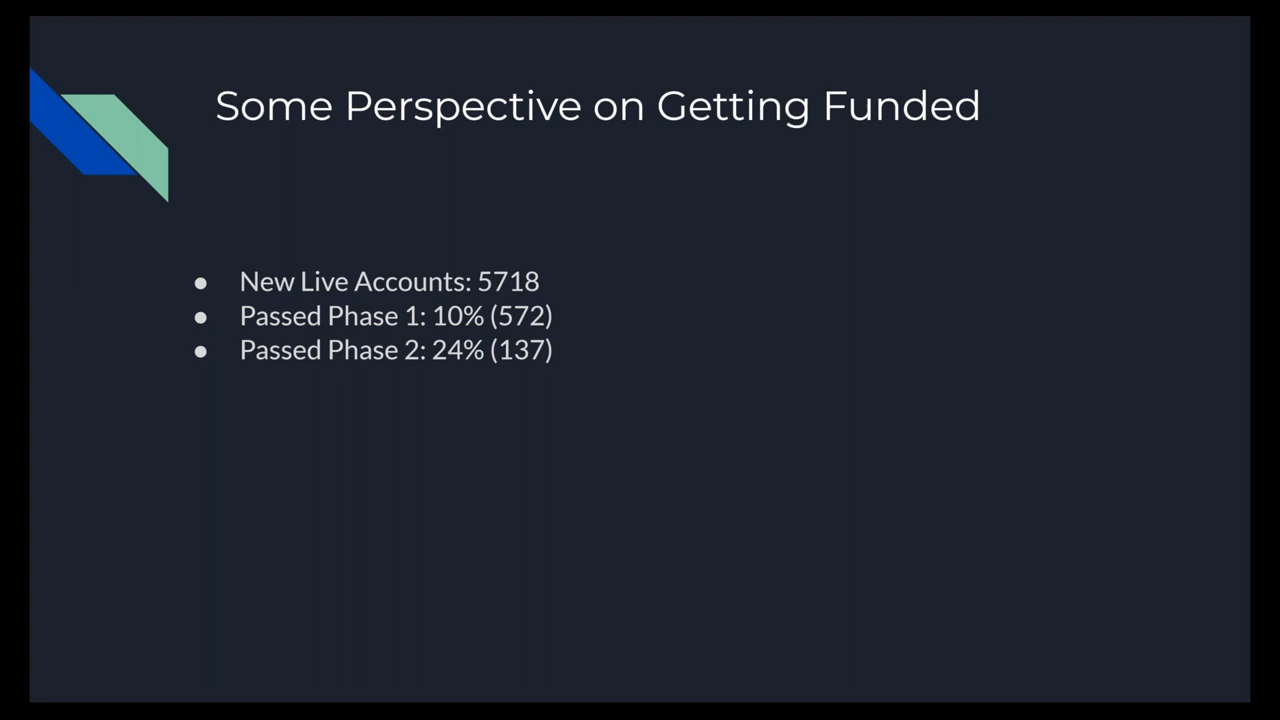 Some Perspective on Getting Funded
● New Live Accounts: 5718
● Passed Phase 1: 10% (572)
● Passed Phase 2: 24% (137)